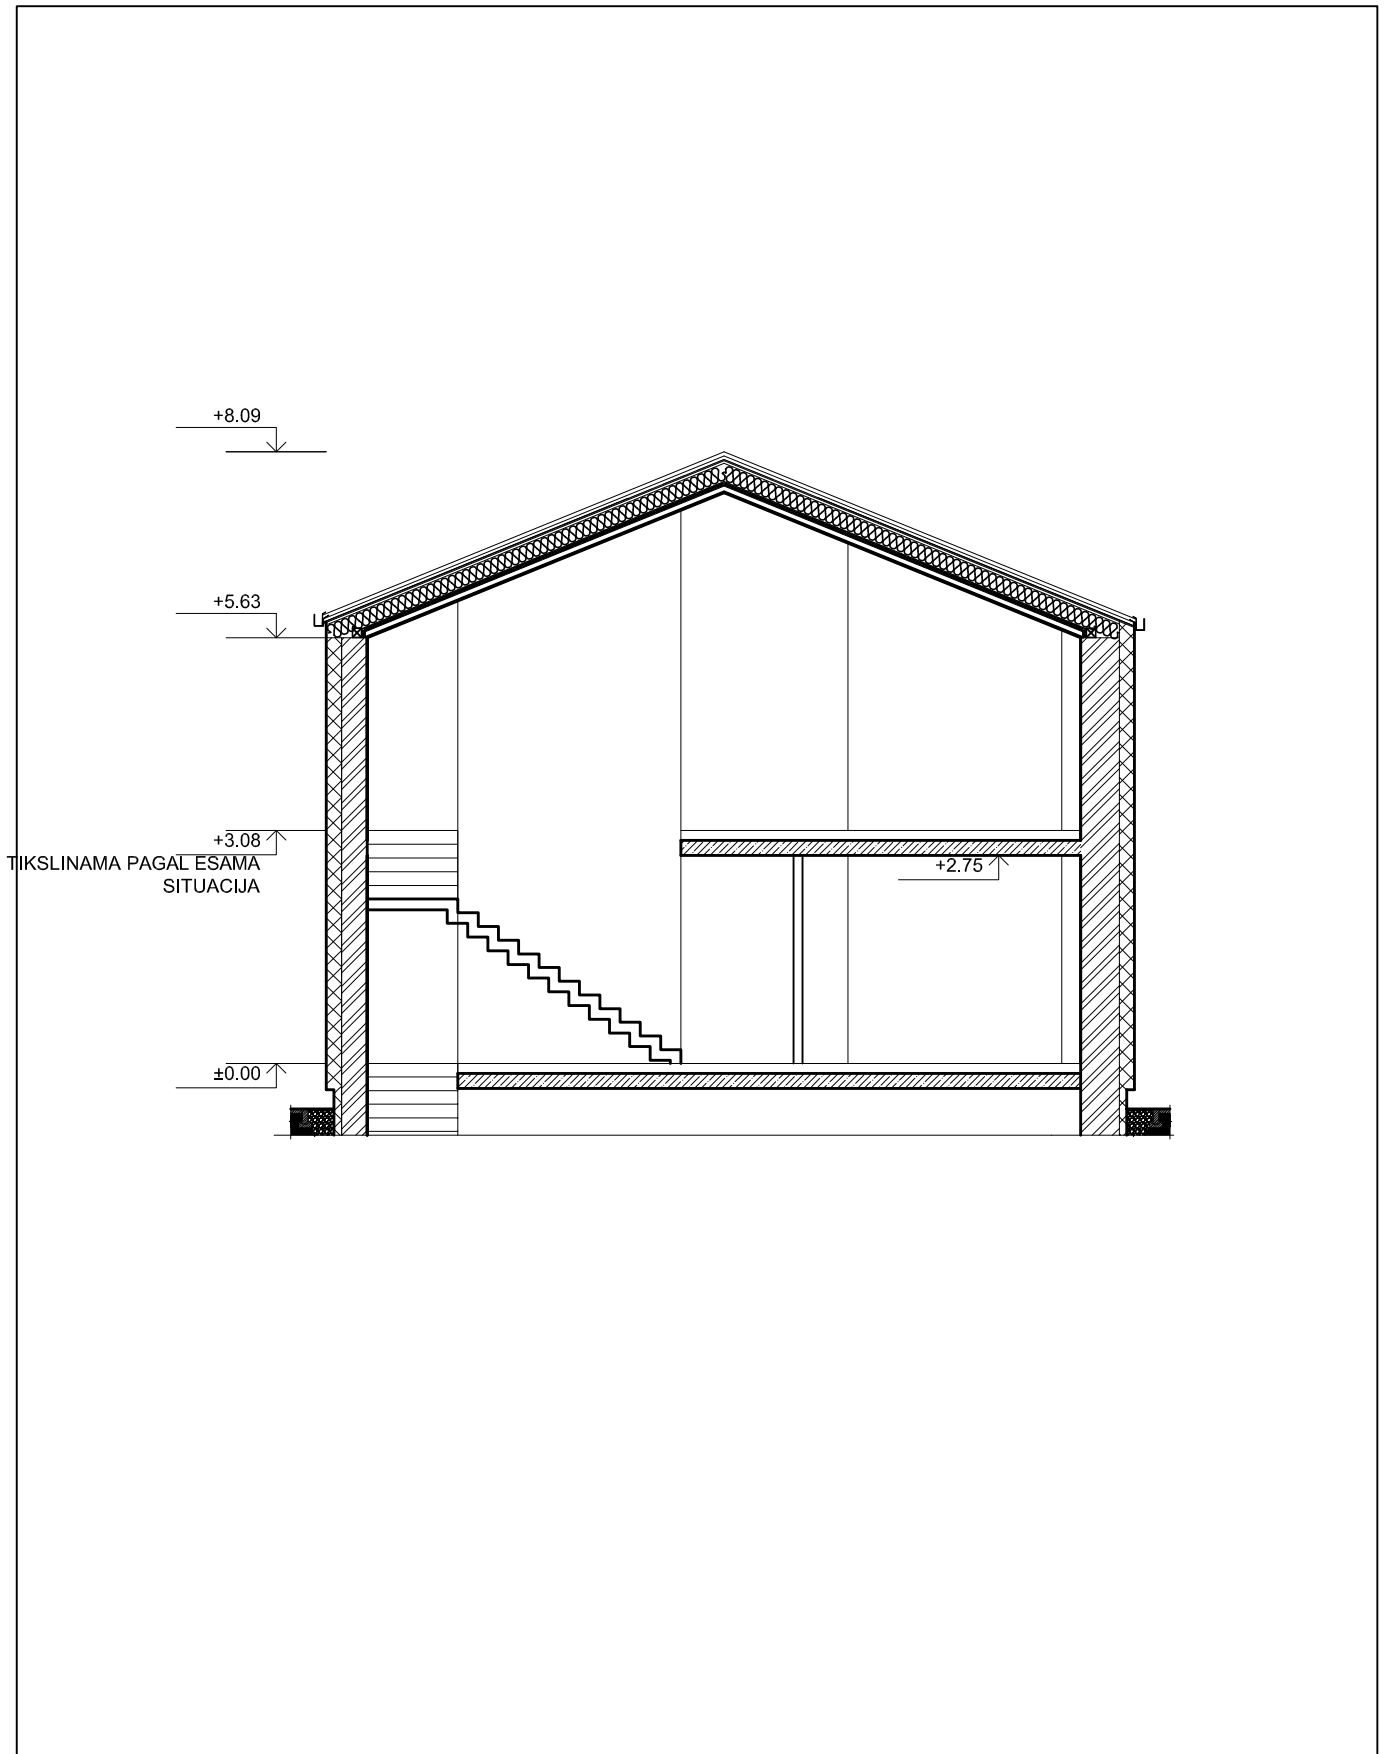 +8.09
+5.63
+3.08
TIKSLINAMA PAGAL ESAMA
SITUACIJA
+2.75
±0.00